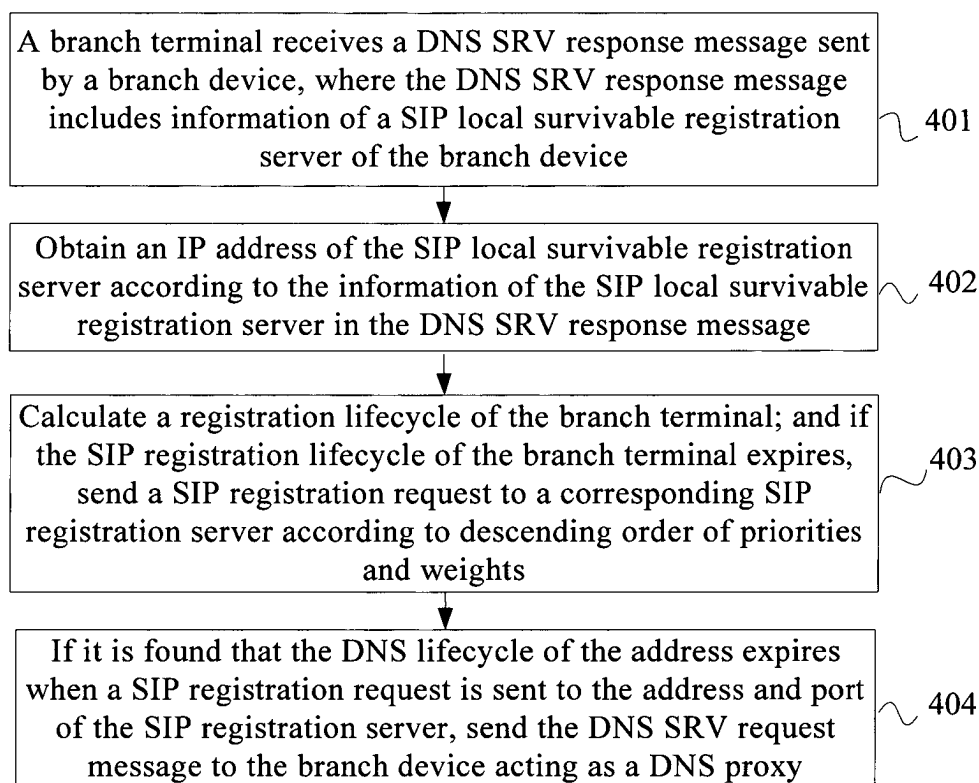 A branch terminal receives a DNS SRV response message sent
by a branch device, where the DNS SRV response message
includes information of a SIP local survivable registration
server of the branch device
401
Obtain an IP address of the SIP local survivable registration
server according to the information of the SIP local survivable
registration server in the DNS SRV response message
402
Calculate a registration lifecycle of the branch terminal; and if
the SIP registration lifecycle of the branch terminal expires,
send a SIP registration request to a corresponding SIP
registration server according to descending order of priorities
and weights
403
If it is found that the DNS lifecycle of the address expires
when a SIP registration request is sent to the address and port
of the SIP registration server, send the DNS SRV request
message to the branch device acting as a DNS proxy
404